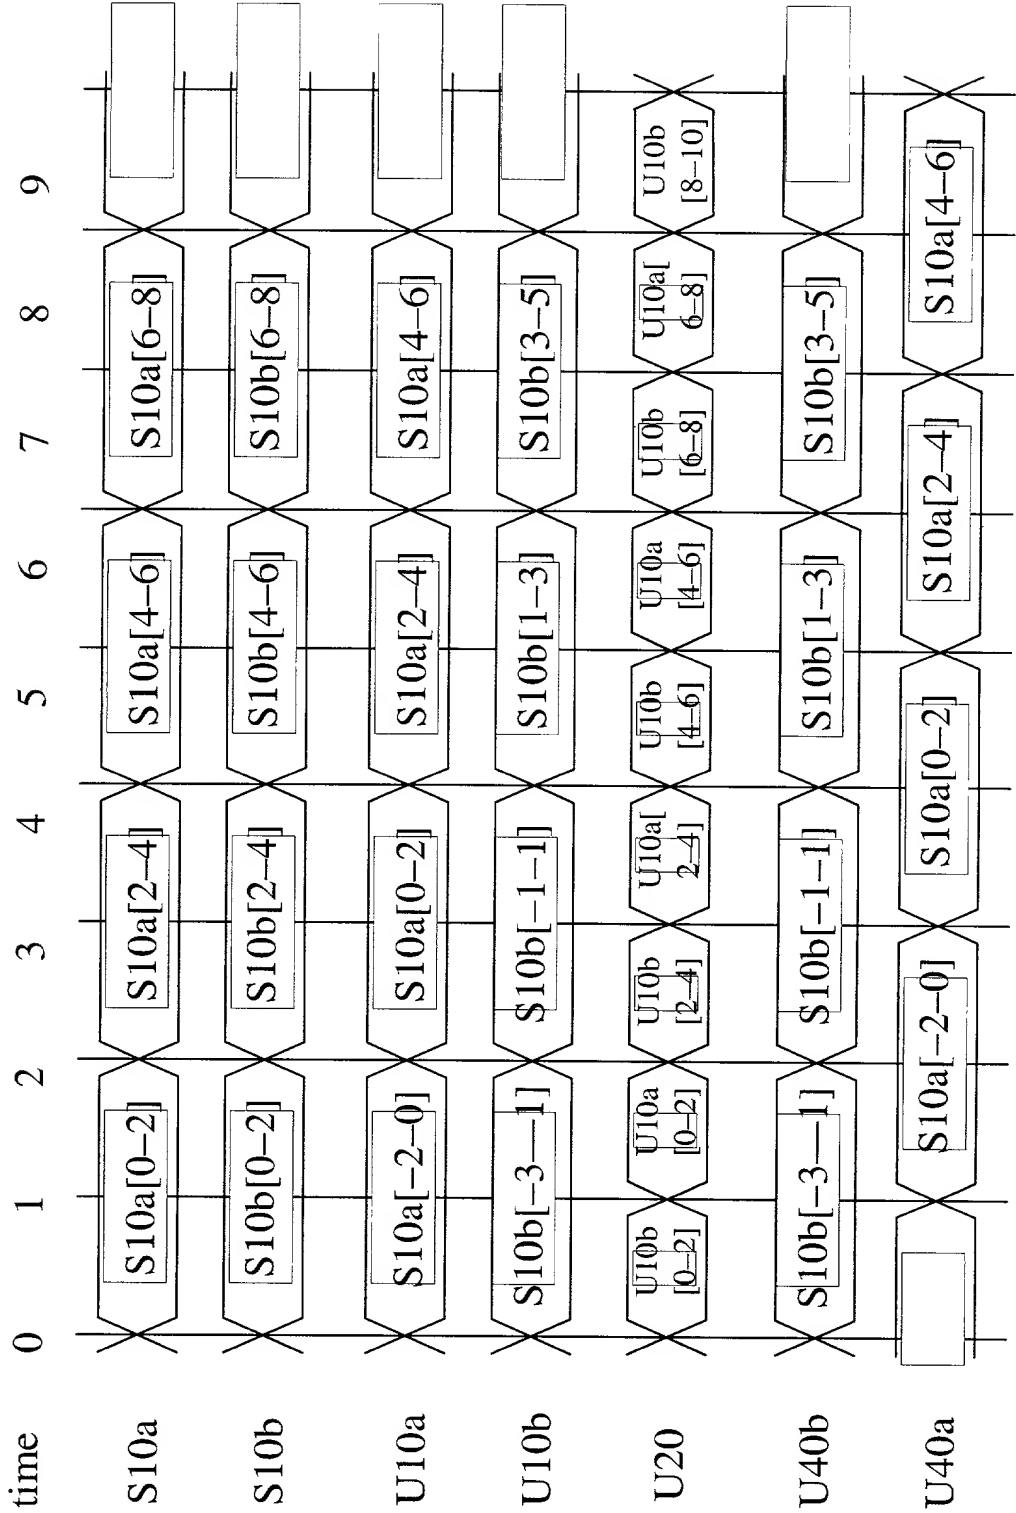 time 0 1 2 3 4 5 6 7 8 9
S10a S10a[0–2] S10a[2–4] S10a[4–6] S10a[6–8]
S10b S10b[0–2] S10b[2–4] S10b[4–6] S10b[6–8]
U10a S10a[–2–0] S10a[0–2] S10a[2–4] S10a[4–6]
U10b S10b[–3––1] S10b[–1–1] S10b[1–3] S10b[3–5]
U20 U10b U10a U10b U10a[ U10b U10a U10b U10a[ U10b
[0–2] [0–2] [2–4] 2–4] [4–6] [4–6] [6–8] 6–8] [8–10]
U40b S10b[–3––1] S10b[–1–1] S10b[1–3] S10b[3–5]
U40a S10a[–2–0] S10a[0–2] S10a[2–4] S10a[4–6]